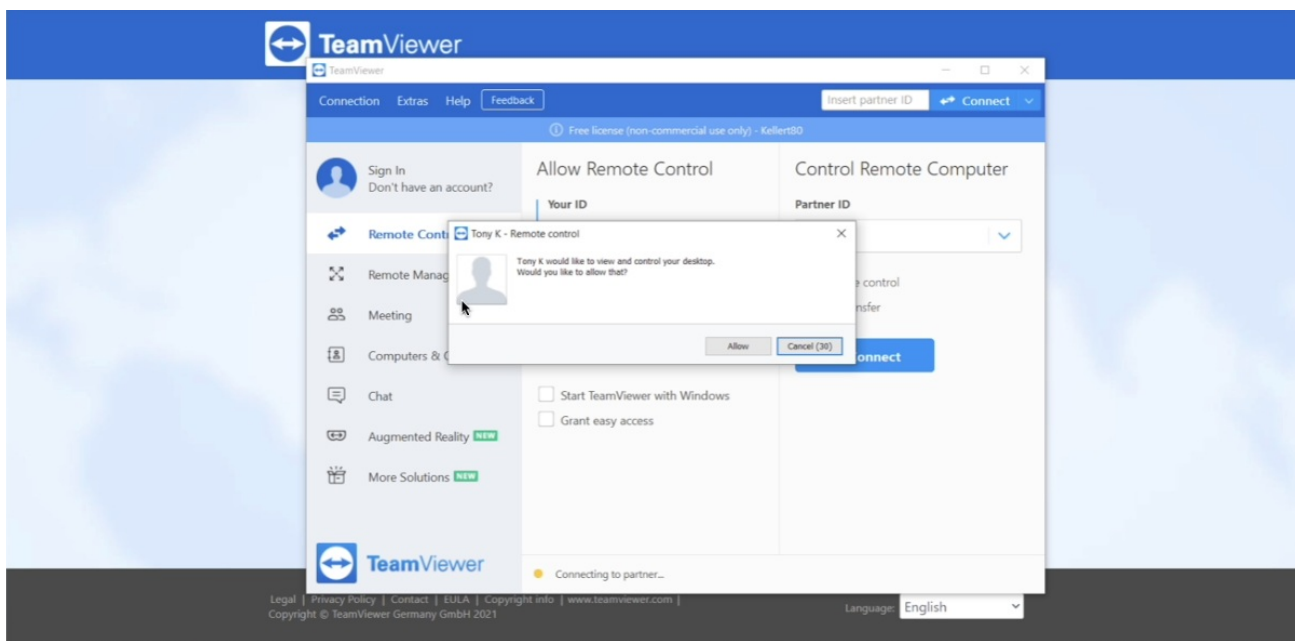 TeamViewer
TeamViewer
Connection Extras Help Feedback
Insert partner ID Connect
Free license (non-commercial use only) - Kellert80
Sign In
Don't have an account?
Allow Remote Control
Control Remote Computer
Your ID
Partner ID
Remote
Tony K - Remote control
Tony K would like to view and control your desktop.
Would you like to allow that?
Allow
Cancel (30)
Remote
control
Meeting
Computers &
Connect
Start TeamViewer with Windows
Chat
Grant easy access
Augmented Reality NEW
More Solutions NEW
TeamViewer
Connecting to partner...
Legal | Privacy Policy | Contact | EULA | Copyright info | www.teamviewer.com |
Copyright © TeamViewer Germany GmbH 2021
Language: English